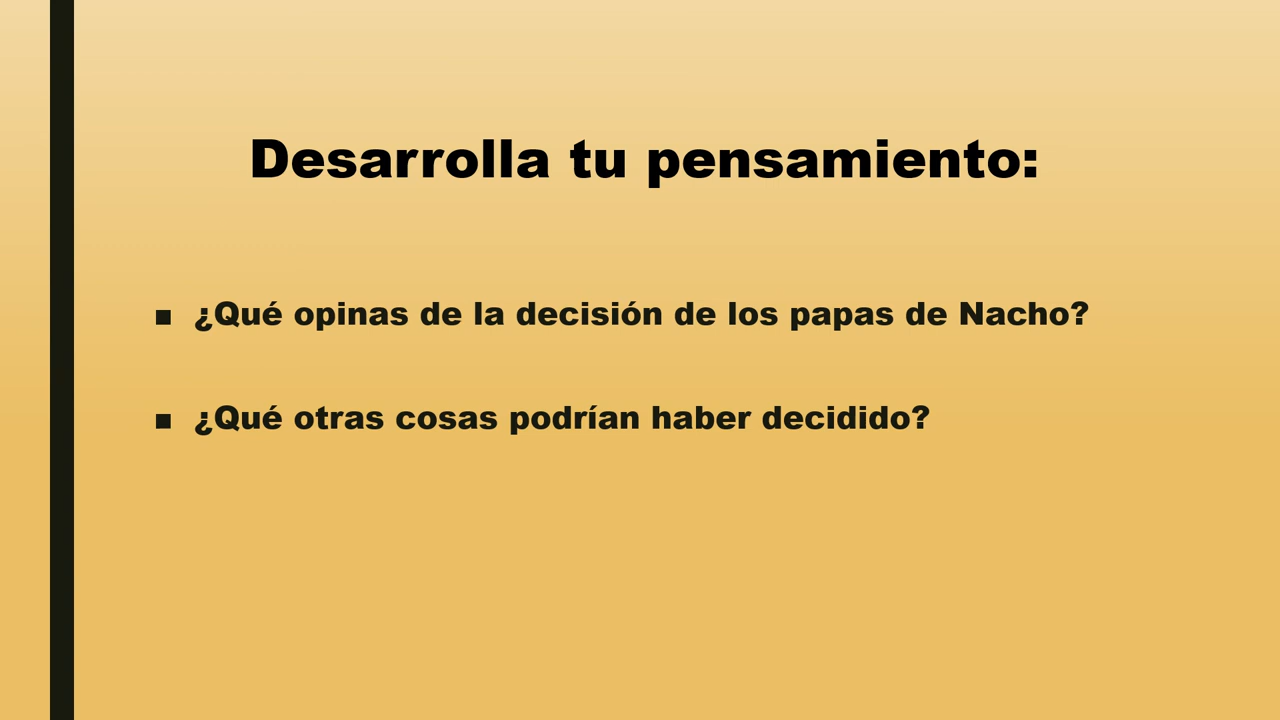 Desarrolla tu pensamiento:
▪ ¿Qué opinas de la decisión de los papas de Nacho?
▪ ¿Qué otras cosas podrían haber decidido?